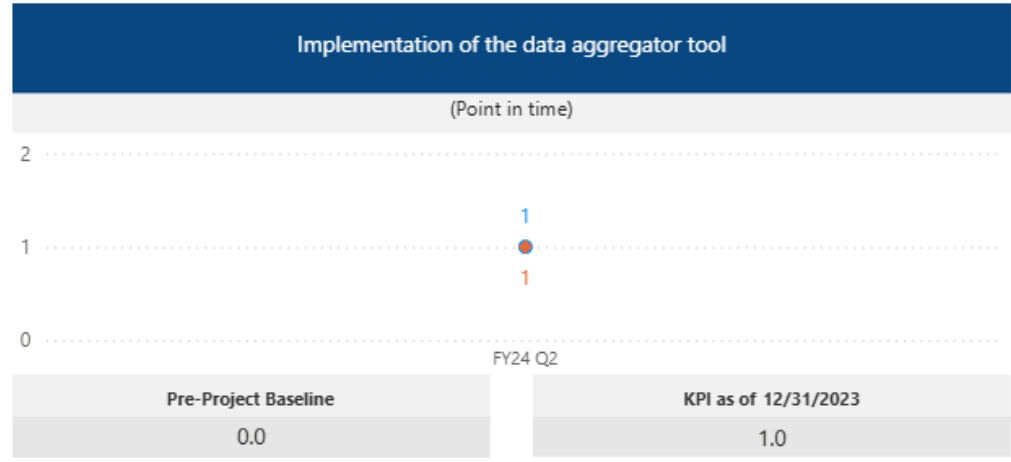 Implementation of the data aggregator tool
(Point in time)
2
1
1
1
0
FY24 Q2
Pre-Project Baseline
KPI as of 12/31/2023
0.0
1.0